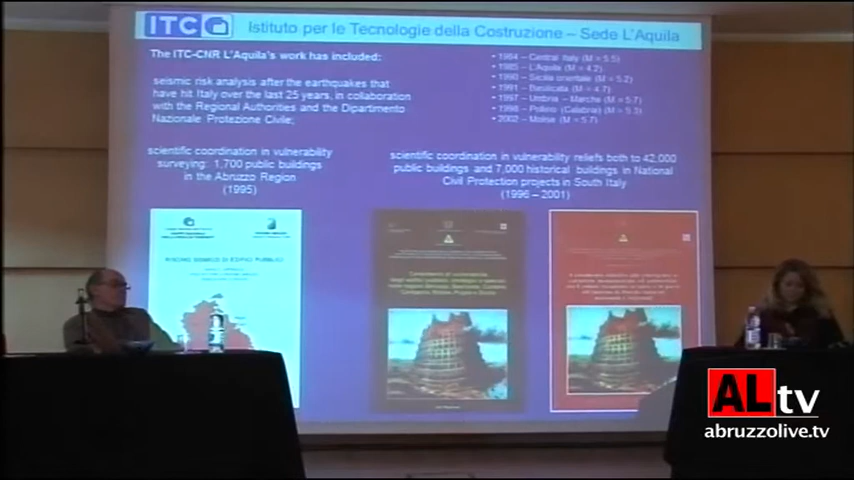 ITC
Istituto per le Tecnologie della Costruzione – Sede L'Aquila
The ITC-CNR L'Aquila's work has included:
seismic risk analysis after the earthquakes that
have hit Italy over the last 25 years, in collaboration
with the Regional Authorities and the Dipartimento
Nazionale Protezione Civile;
• 1984 – Central Italy (M = 5.5)
• 1985 – L'Aquila (M = 4.2)
• 1990 – Sicilia orientale (M = 5.2)
• 1991 – Basilicata (M = 4.7)
• 1997 – Umbria – Marche (M = 5.7)
• 1998 – Pollino (Calabria) (M = 5.3)
• 2002 – Molise (M = 5.7)
scientific coordination in vulnerability
surveying: 1,700 public buildings
in the Abruzzo Region
(1995)
scientific coordination in vulnerability reliefs both to 42,000
public buildings and 7,000 historical buildings in National
Civil Protection projects in South Italy
(1996 – 2001)
RISCHIO SISMICO DI EDIFICI PUBBLICI
ALtv
abruzzolive.tv